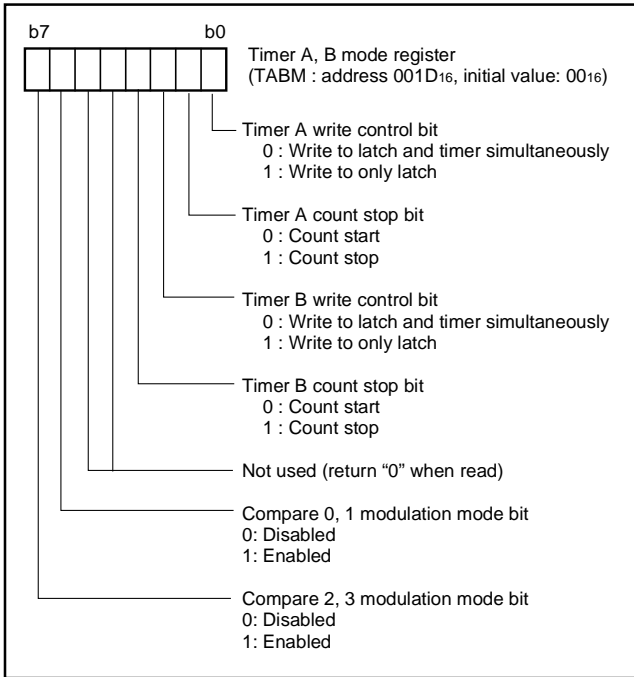 b7 b0
Timer A, B mode register
(TABM : address 001D16, initial value: 0016)
Timer A write control bit
0 : Write to latch and timer simultaneously
1 : Write to only latch
Timer A count stop bit
0 : Count start
1 : Count stop
Timer B write control bit
0 : Write to latch and timer simultaneously
1 : Write to only latch
Timer B count stop bit
0 : Count start
1 : Count stop
Not used (return “0” when read)
Compare 0, 1 modulation mode bit
0: Disabled
1: Enabled
Compare 2, 3 modulation mode bit
0: Disabled
1: Enabled